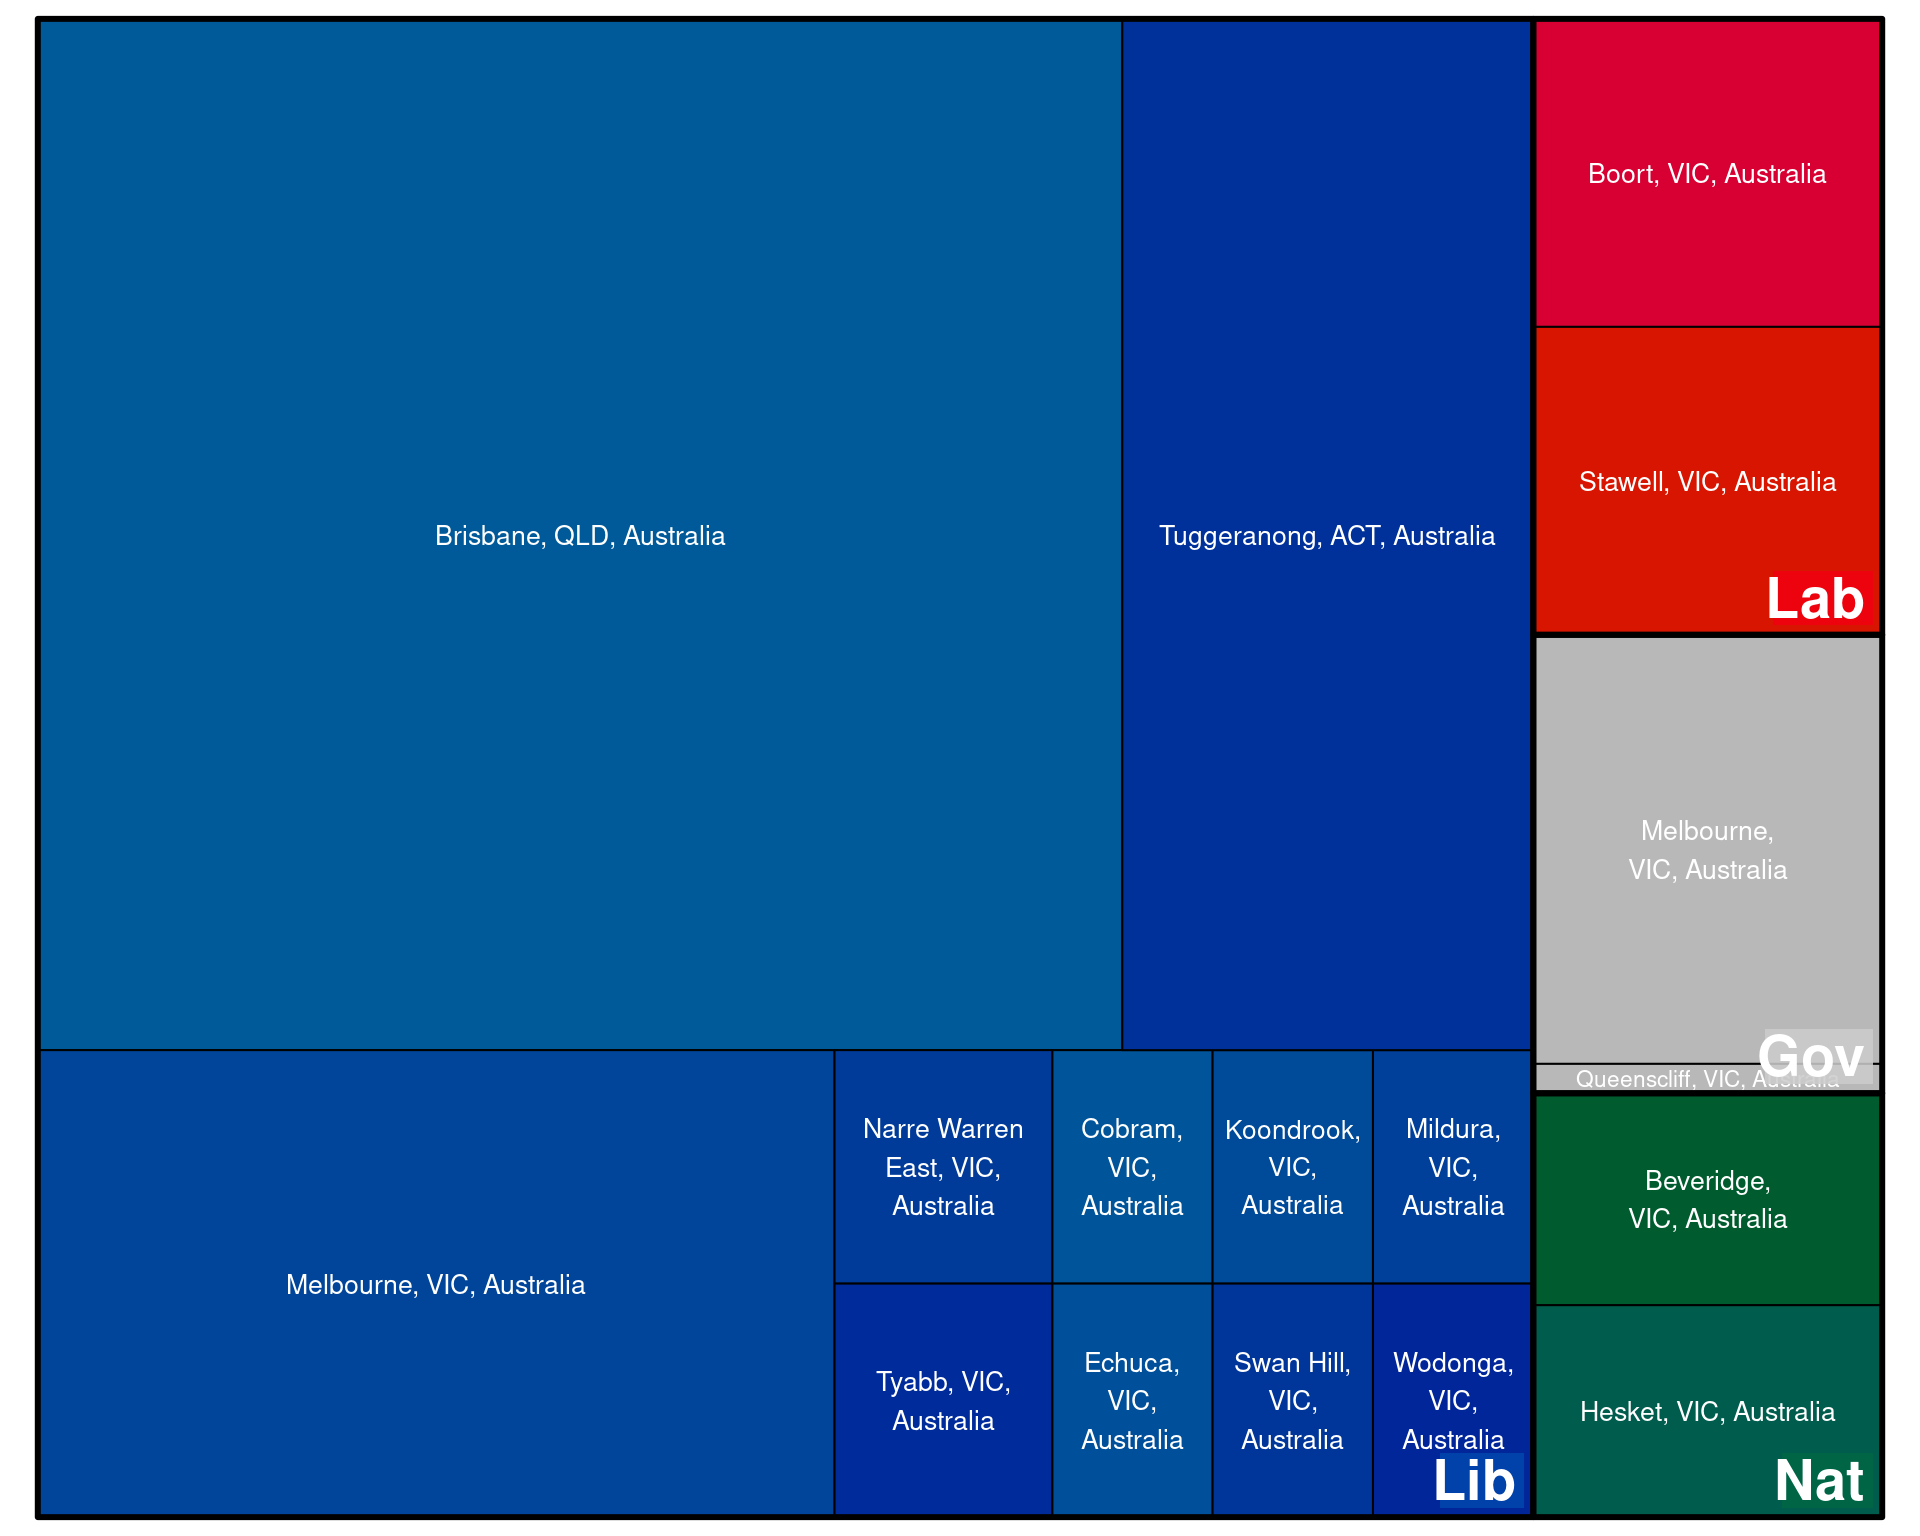 Brisbane, QLD, Australia
Tuggeranong, ACT, Australia
Melbourne, VIC, Australia
Narre Warren
East, VIC,
Australia
Tyabb, VIC,
Australia
Cobram,
VIC,
Australia
Echuca,
VIC,
Australia
Koondrook,
VIC,
Australia
Swan Hill,
VIC,
Australia
Mildura,
VIC,
Australia
Wodonga,
VIC,
Australia
Lib
Boort, VIC, Australia
Stawell, VIC, Australia
Lab
Melbourne,
VIC, Australia
Gov
Queenscliff, VIC, Australia
Beveridge,
VIC, Australia
Hesket, VIC, Australia
Nat